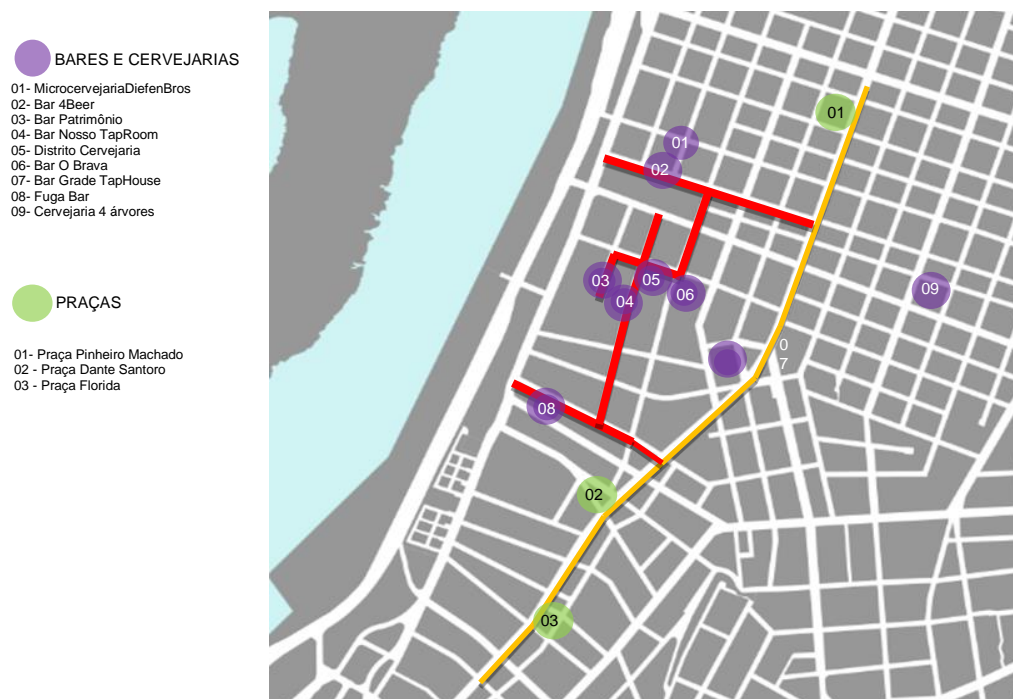 BARES E CERVEJARIAS
01- MicrocervejariaDiefenBros
02- Bar 4Beer
03- Bar Patrimônio
04- Bar Nosso TapRoom
05- Distrito Cervejaria
06- Bar O Brava
07- Bar Grade TapHouse
08- Fuga Bar
09- Cervejaria 4 árvores
PRAÇAS
01- Praça Pinheiro Machado
02 - Praça Dante Santoro
03 - Praça Florida
01
01
02
03
05
04
06
09
0
7
08
02
03